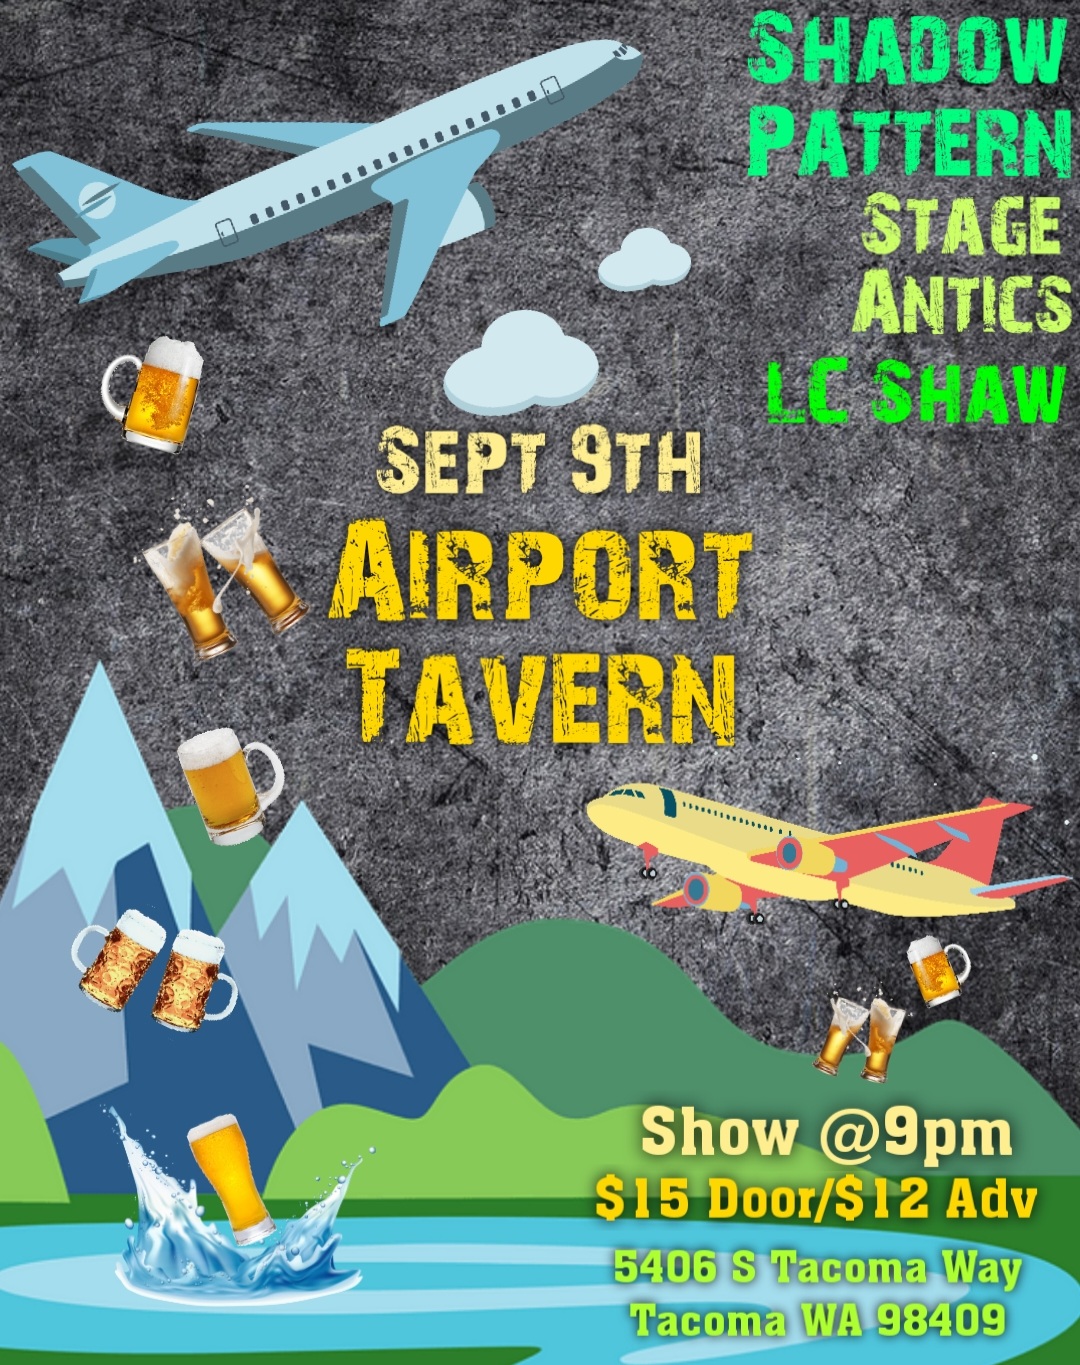 Shadow
Pattern
Stage
Antics
LC Shaw
Sept 9th
Airport
Tavern
Show @9pm
$15 Door/$12 Adv
5406 S Tacoma Way
Tacoma WA 98409